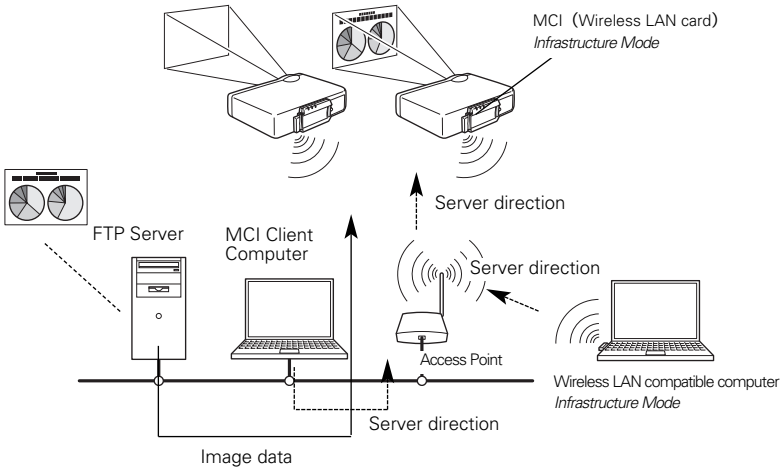 MCI (Wireless LAN card)
Infrastructure Mode
Server direction
FTP Server
MCI Client
Computer
Server direction
Access Point
Wireless LAN compatible computer
Infrastructure Mode
Server direction
Image data